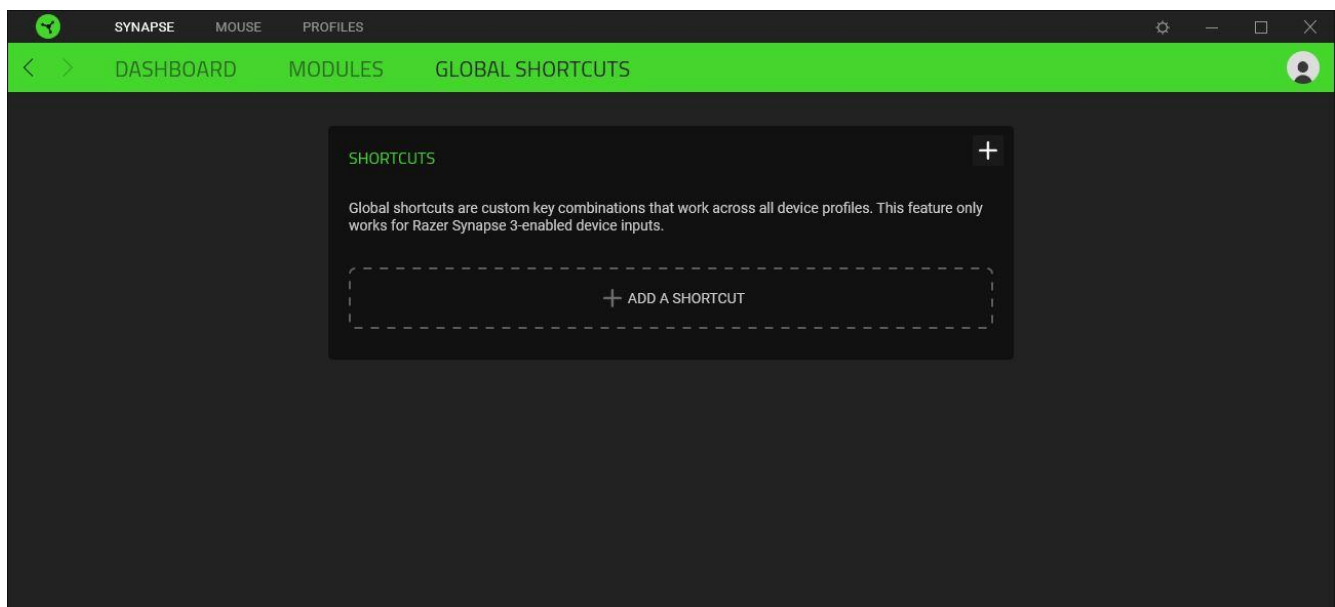 SYNAPSE MOUSE PROFILES
DASHBOARD MODULES GLOBAL SHORTCUTS
SHORTCUTS
Global shortcuts are custom key combinations that work across all device profiles. This feature only
works for Razer Synapse 3-enabled device inputs.
ADD A SHORTCUT